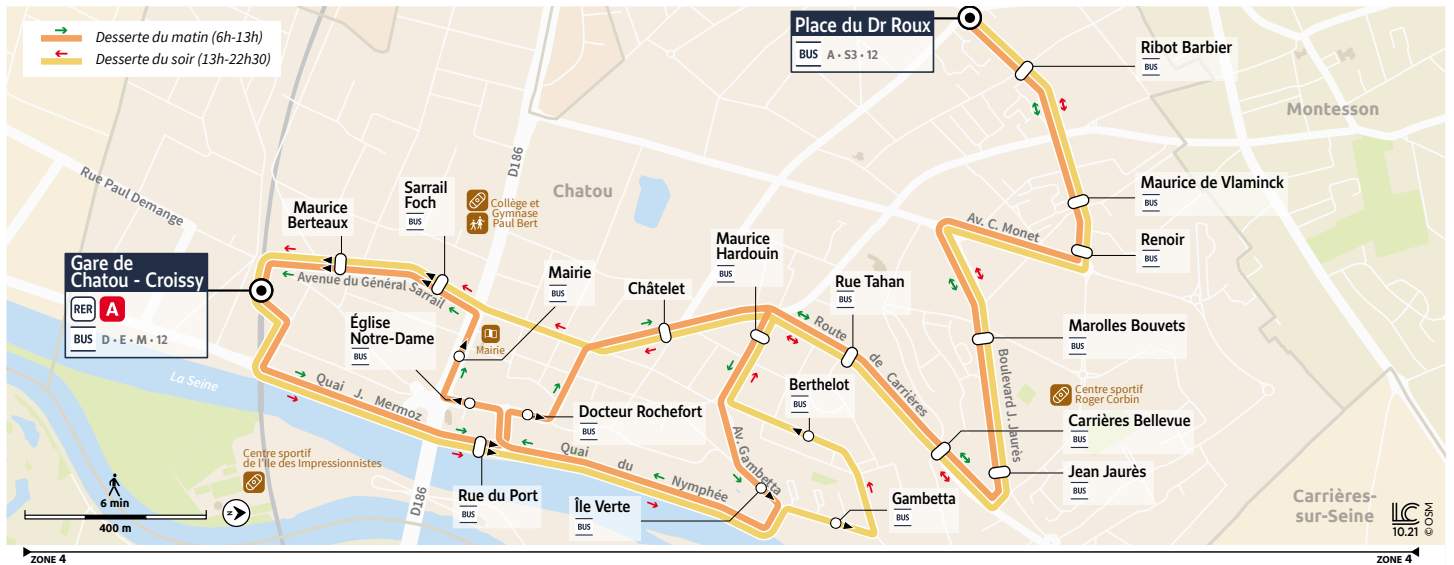 Desserte du matin (6h-13h)
Desserte du soir (13h-22h30)
Place du Dr Roux
BUS A • S3 • 12
Ribot Barbier
BUS
Montesson
D186
Rue Paul Demange
Chatou
Sarrail
Foch
BUS
Collège et
Gymnase
Paul Bert
Maurice
Berteaux
Maurice de Vlaminck
BUS
Av. C. Monet
Renoir
BUS
Maurice
Hardouin
BUS
Gare de
Chatou - Croissy
RER A
BUS D • E • M • 12
Avenue du Général Sarrail
Mairie
BUS
Châtelet
Rue Tahan
BUS
Église
Notre-Dame
BUS
Mairie
Route de Carrières
Marolles Bouvets
BUS
Boulevard J. Jaurès
La Seine
Quai J. Mermoz
Berthelot
BUS
Centre sportif
Roger Corbin
Docteur Rochefort
BUS
Carrières Bellevue
BUS
Av. Gambetta
Quai du Nymphée
Centre sportif
de l'Ile des Impressionnistes
Jean Jaurès
BUS
6 min
400 m
N
D186
Rue du Port
BUS
Île Verte
BUS
Gambetta
BUS
Carrières-
sur-Seine
LC
10.21
© OSM
ZONE 4
ZONE 4